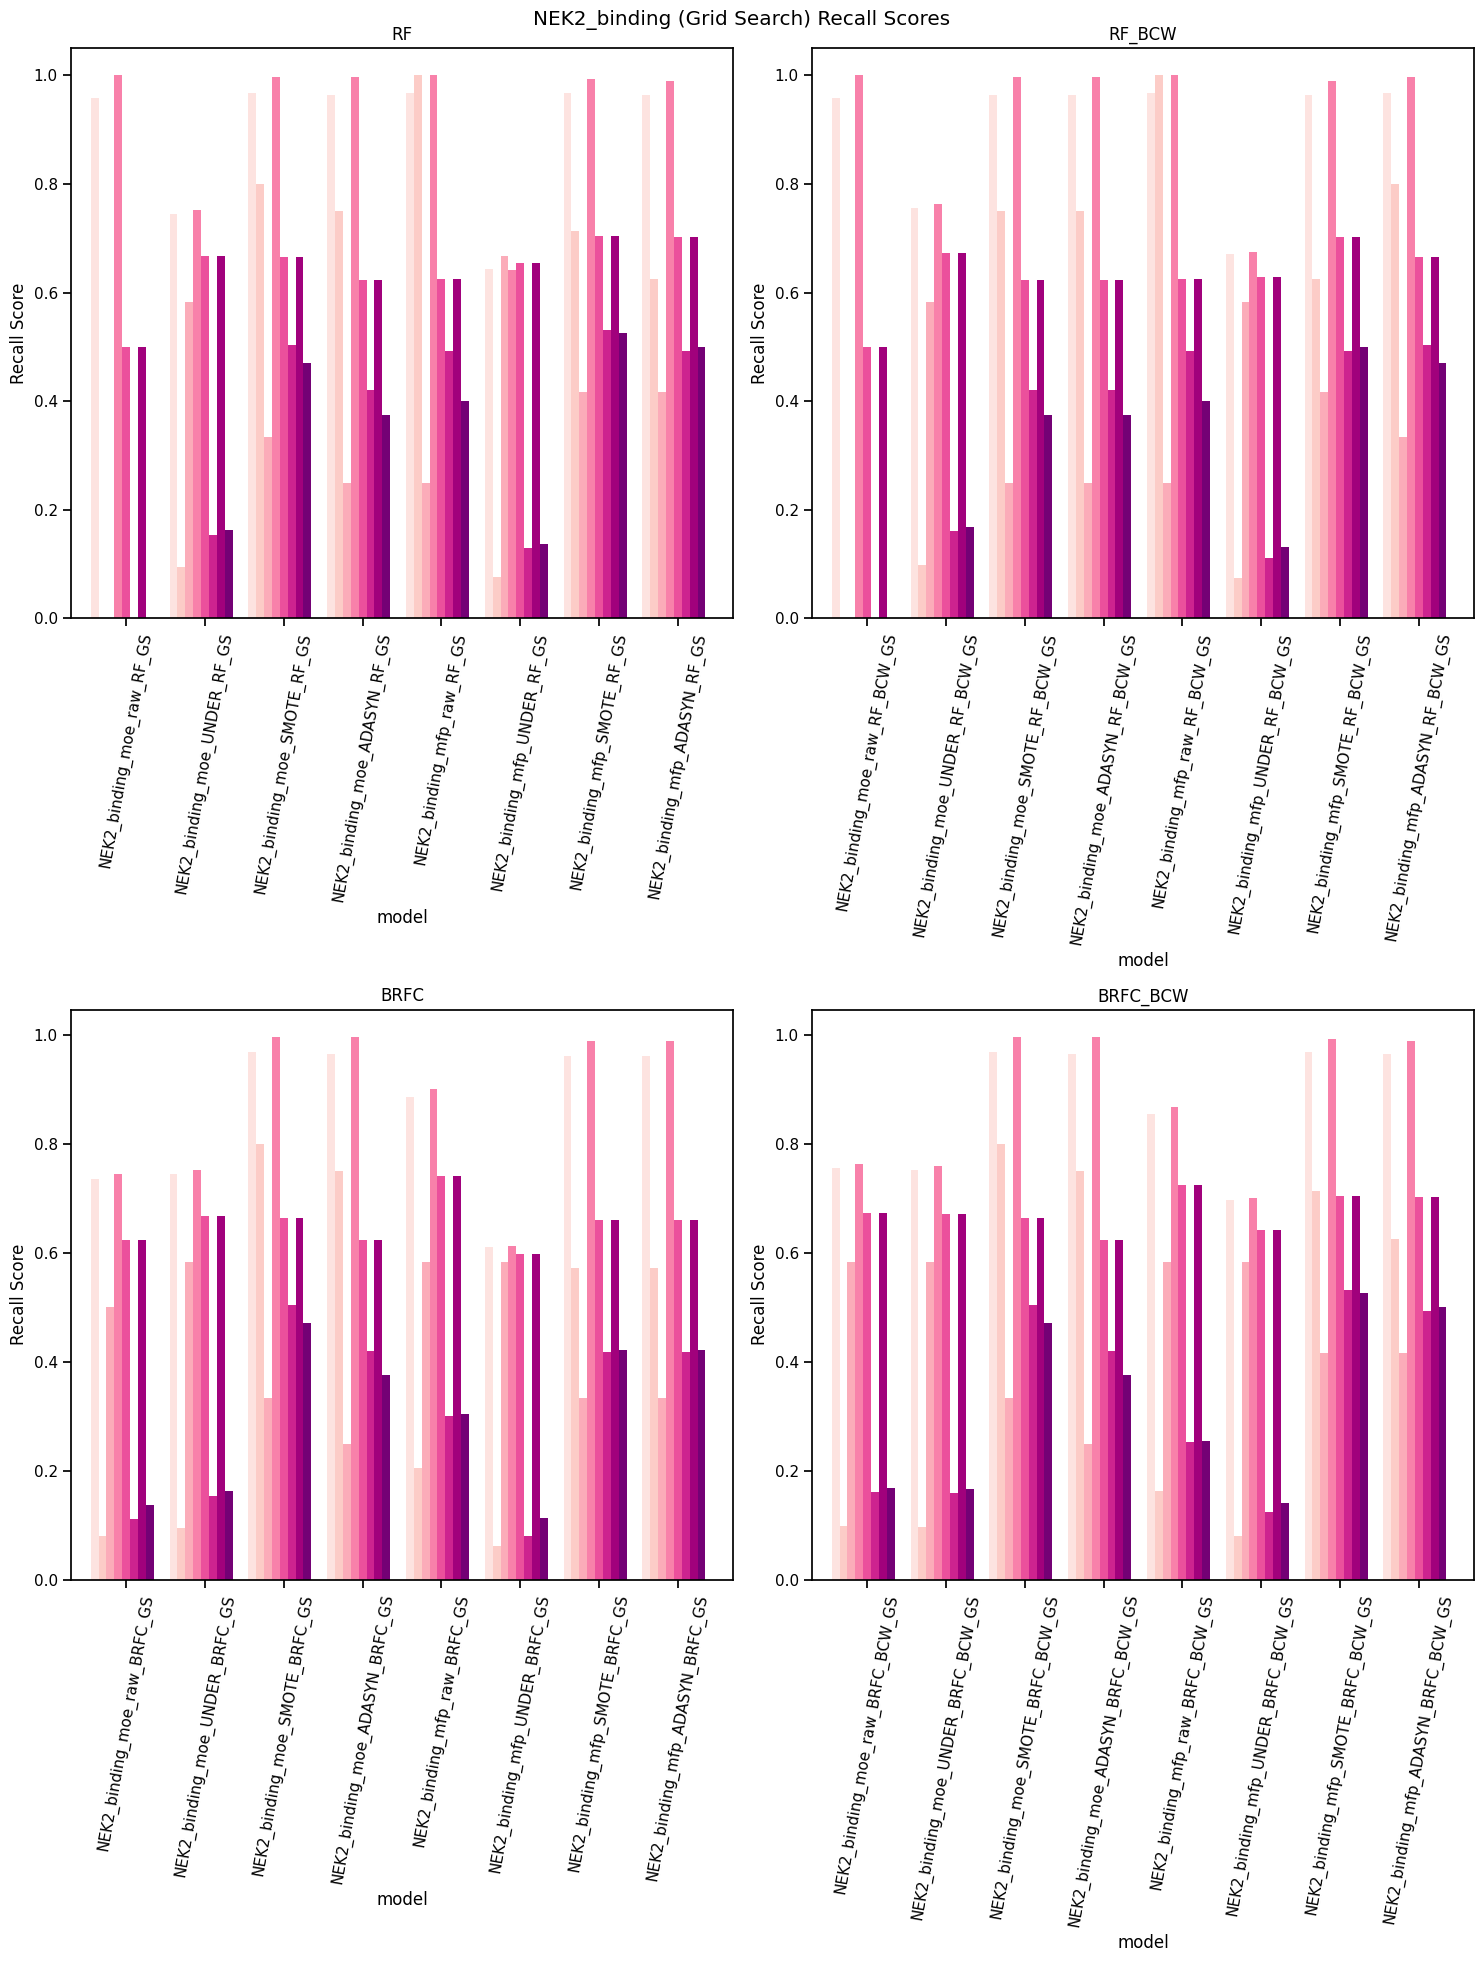 NEK2_binding (Grid Search) Recall Scores
RF
Recall Score
1.0
0.8
0.6
0.4
0.2
0.0
NEK2_binding_moe_raw_RF_GS
NEK2_binding_moe_UNDER_RF_GS
NEK2_binding_moe_SMOTE_RF_GS
NEK2_binding_moe_ADASYN_RF_GS
NEK2_binding_mfp_raw_RF_GS
NEK2_binding_mfp_UNDER_RF_GS
NEK2_binding_mfp_SMOTE_RF_GS
NEK2_binding_mfp_ADASYN_RF_GS
model
RF_BCW
Recall Score
1.0
0.8
0.6
0.4
0.2
0.0
NEK2_binding_moe_raw_RF_BCW_GS
NEK2_binding_moe_UNDER_RF_BCW_GS
NEK2_binding_moe_SMOTE_RF_BCW_GS
NEK2_binding_moe_ADASYN_RF_BCW_GS
NEK2_binding_mfp_raw_RF_BCW_GS
NEK2_binding_mfp_UNDER_RF_BCW_GS
NEK2_binding_mfp_SMOTE_RF_BCW_GS
NEK2_binding_mfp_ADASYN_RF_BCW_GS
model
BRFC
Recall Score
1.0
0.8
0.6
0.4
0.2
0.0
NEK2_binding_moe_raw_BRFC_GS
NEK2_binding_moe_UNDER_BRFC_GS
NEK2_binding_moe_SMOTE_BRFC_GS
NEK2_binding_moe_ADASYN_BRFC_GS
NEK2_binding_mfp_raw_BRFC_GS
NEK2_binding_mfp_UNDER_BRFC_GS
NEK2_binding_mfp_SMOTE_BRFC_GS
NEK2_binding_mfp_ADASYN_BRFC_GS
model
BRFC_BCW
Recall Score
1.0
0.8
0.6
0.4
0.2
0.0
NEK2_binding_moe_raw_BRFC_BCW_GS
NEK2_binding_moe_UNDER_BRFC_BCW_GS
NEK2_binding_moe_SMOTE_BRFC_BCW_GS
NEK2_binding_moe_ADASYN_BRFC_BCW_GS
NEK2_binding_mfp_raw_BRFC_BCW_GS
NEK2_binding_mfp_UNDER_BRFC_BCW_GS
NEK2_binding_mfp_SMOTE_BRFC_BCW_GS
NEK2_binding_mfp_ADASYN_BRFC_BCW_GS
model